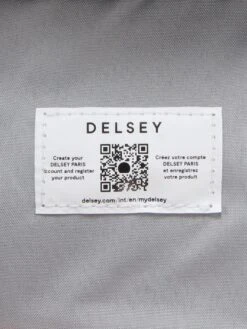 DELSEY
Create your
DELSEY PARIS
account and register
your product
Créez votre compte
DELSEY PARIS
et enregistrez
votre produit
delsey.com/int/en/mydelsey